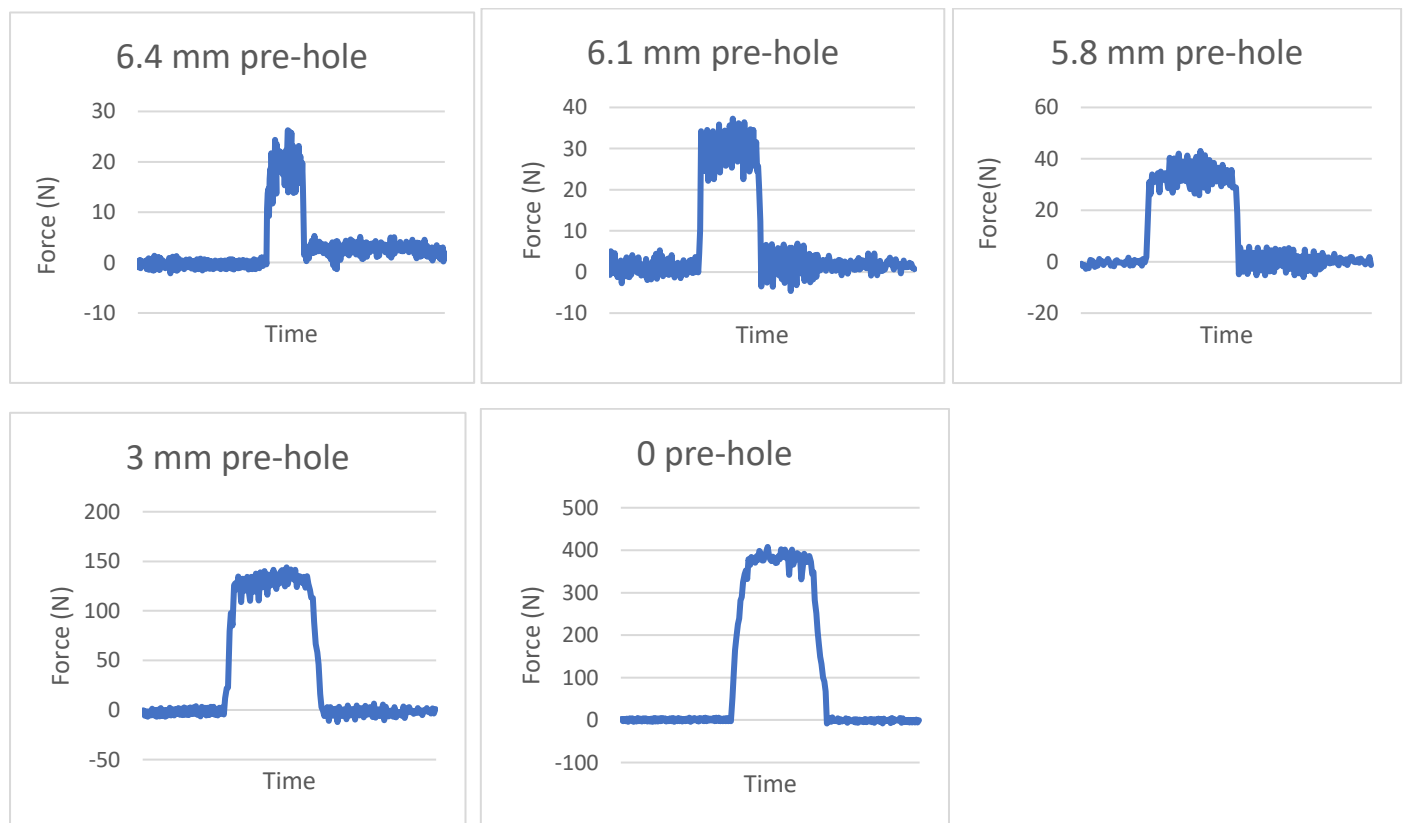 6.4 mm pre-hole
30
20
10
0
-10
Force (N)
Time
6.1 mm pre-hole
40
30
20
10
0
-10
Force (N)
Time
5.8 mm pre-hole
60
40
20
0
-20
Force(N)
Time
3 mm pre-hole
200
150
100
50
0
-50
Force (N)
Time
0 pre-hole
500
400
300
200
100
0
-100
Force (N)
Time